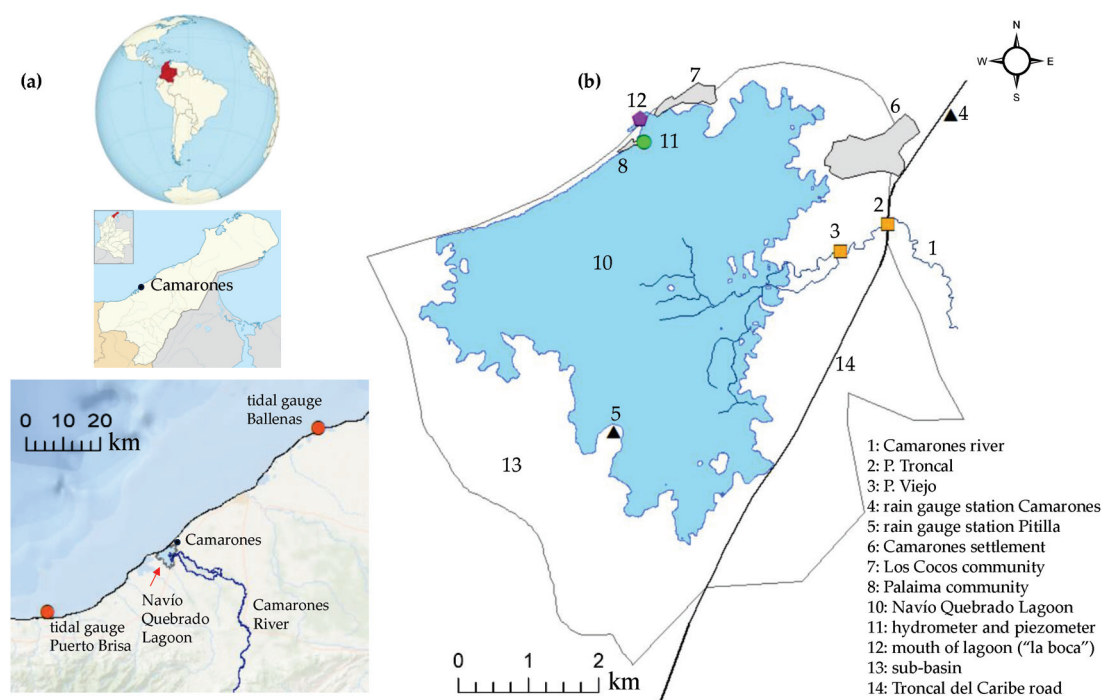 (a)
Camarones
0 10 20
km
tidal gauge
Ballenas
Camarones
Navío
Quebrado
Lagoon
Camarones
River
tidal gauge
Puerto Brisa
(b)
N
W E
S
7
12
6
4
11
8
2
3
1
10
14
5
13
0 1 2
km
1: Camarones river
2: P. Troncal
3: P. Viejo
4: rain gauge station Camarones
5: rain gauge station Pitilla
6: Camarones settlement
7: Los Cocos community
8: Palaima community
10: Navío Quebrado Lagoon
11: hydrometer and piezometer
12: mouth of lagoon (“la boca”)
13: sub-basin
14: Troncal del Caribe road